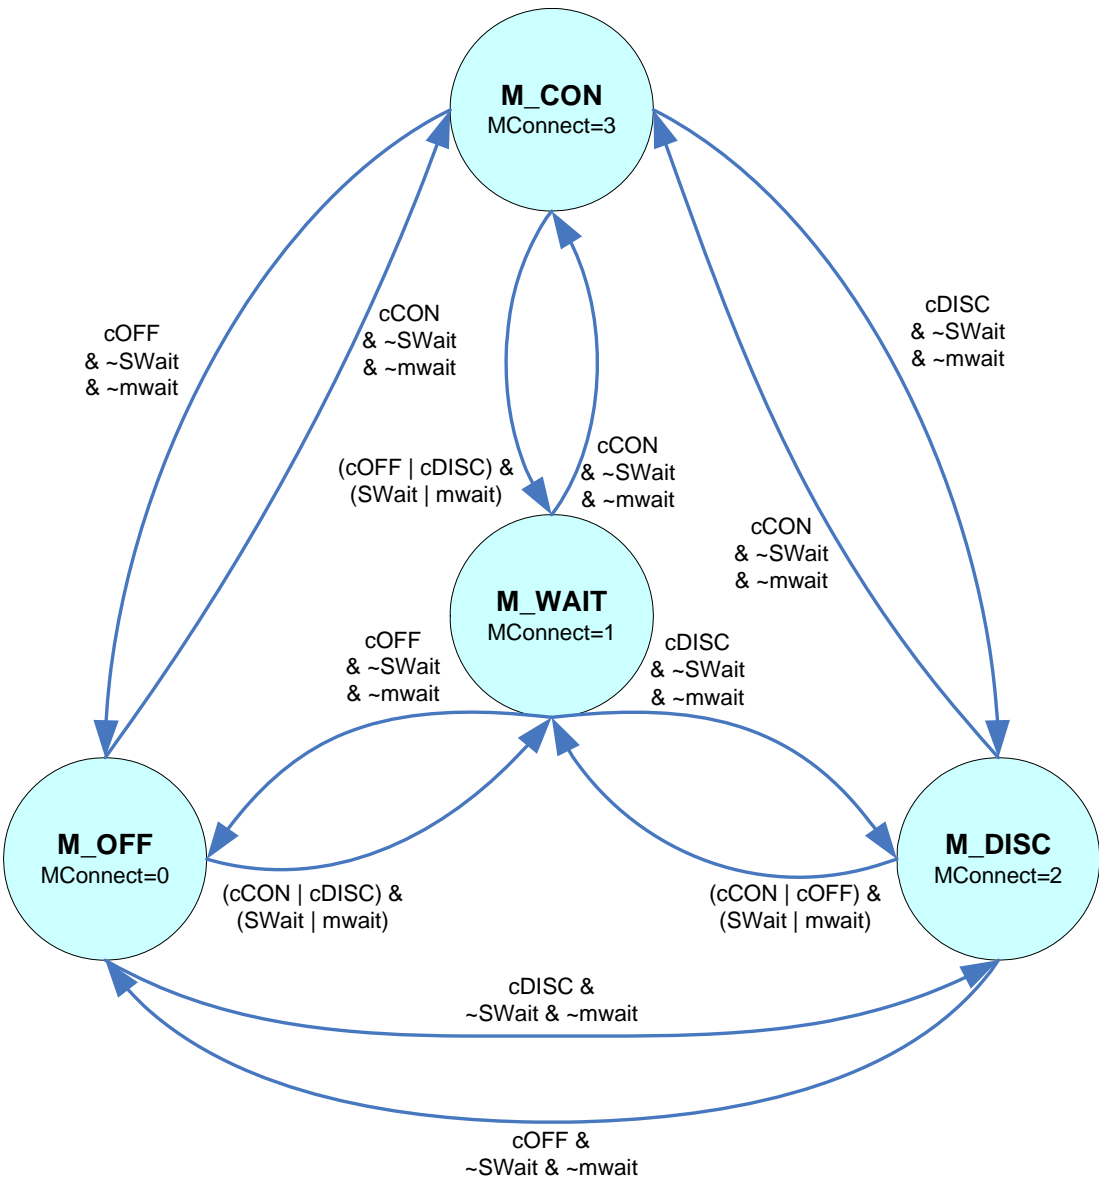 M_CON
MConnect=3
cOFF
& ~SWait
& ~mwait
cCON
& ~SWait
& ~mwait
cDISC
& ~SWait
& ~mwait
(cOFF | cDISC) &
(SWait | mwait)
cCON
& ~SWait
& ~mwait
cCON
& ~SWait
& ~mwait
M_WAIT
MConnect=1
cOFF
& ~SWait
& ~mwait
cDISC
& ~SWait
& ~mwait
M_OFF
MConnect=0
M_DISC
MConnect=2
(cCON | cDISC) &
(SWait | mwait)
(cCON | cOFF) &
(SWait | mwait)
cDISC &
~SWait & ~mwait
cOFF &
~SWait & ~mwait